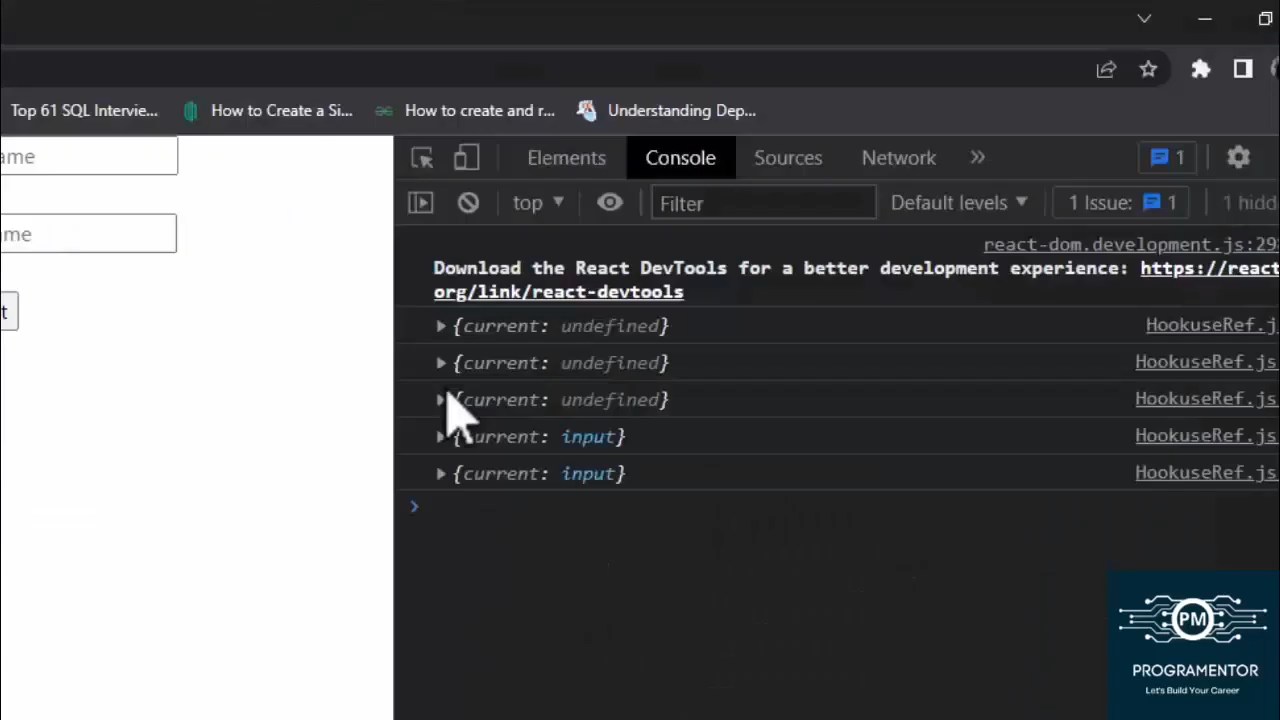 Top 61 SQL Intervie... How to Create a Si... How to create and r... Understanding Dep...
ame
Elements Console Sources Network » 1
top Filter Default levels 1 Issue: 1 1 hidd
react-dom.development.js:29
Download the React DevTools for a better development experience: https://react
org/link/react-devtools
ame
t
{current: undefined} HookuseRef.j
{current: undefined} HookuseRef.js
{current: undefined} HookuseRef.js
{current: input} HookuseRef.js
{current: input} HookuseRef.js
PM
PROGRAMENTOR
Let's Build Your Career